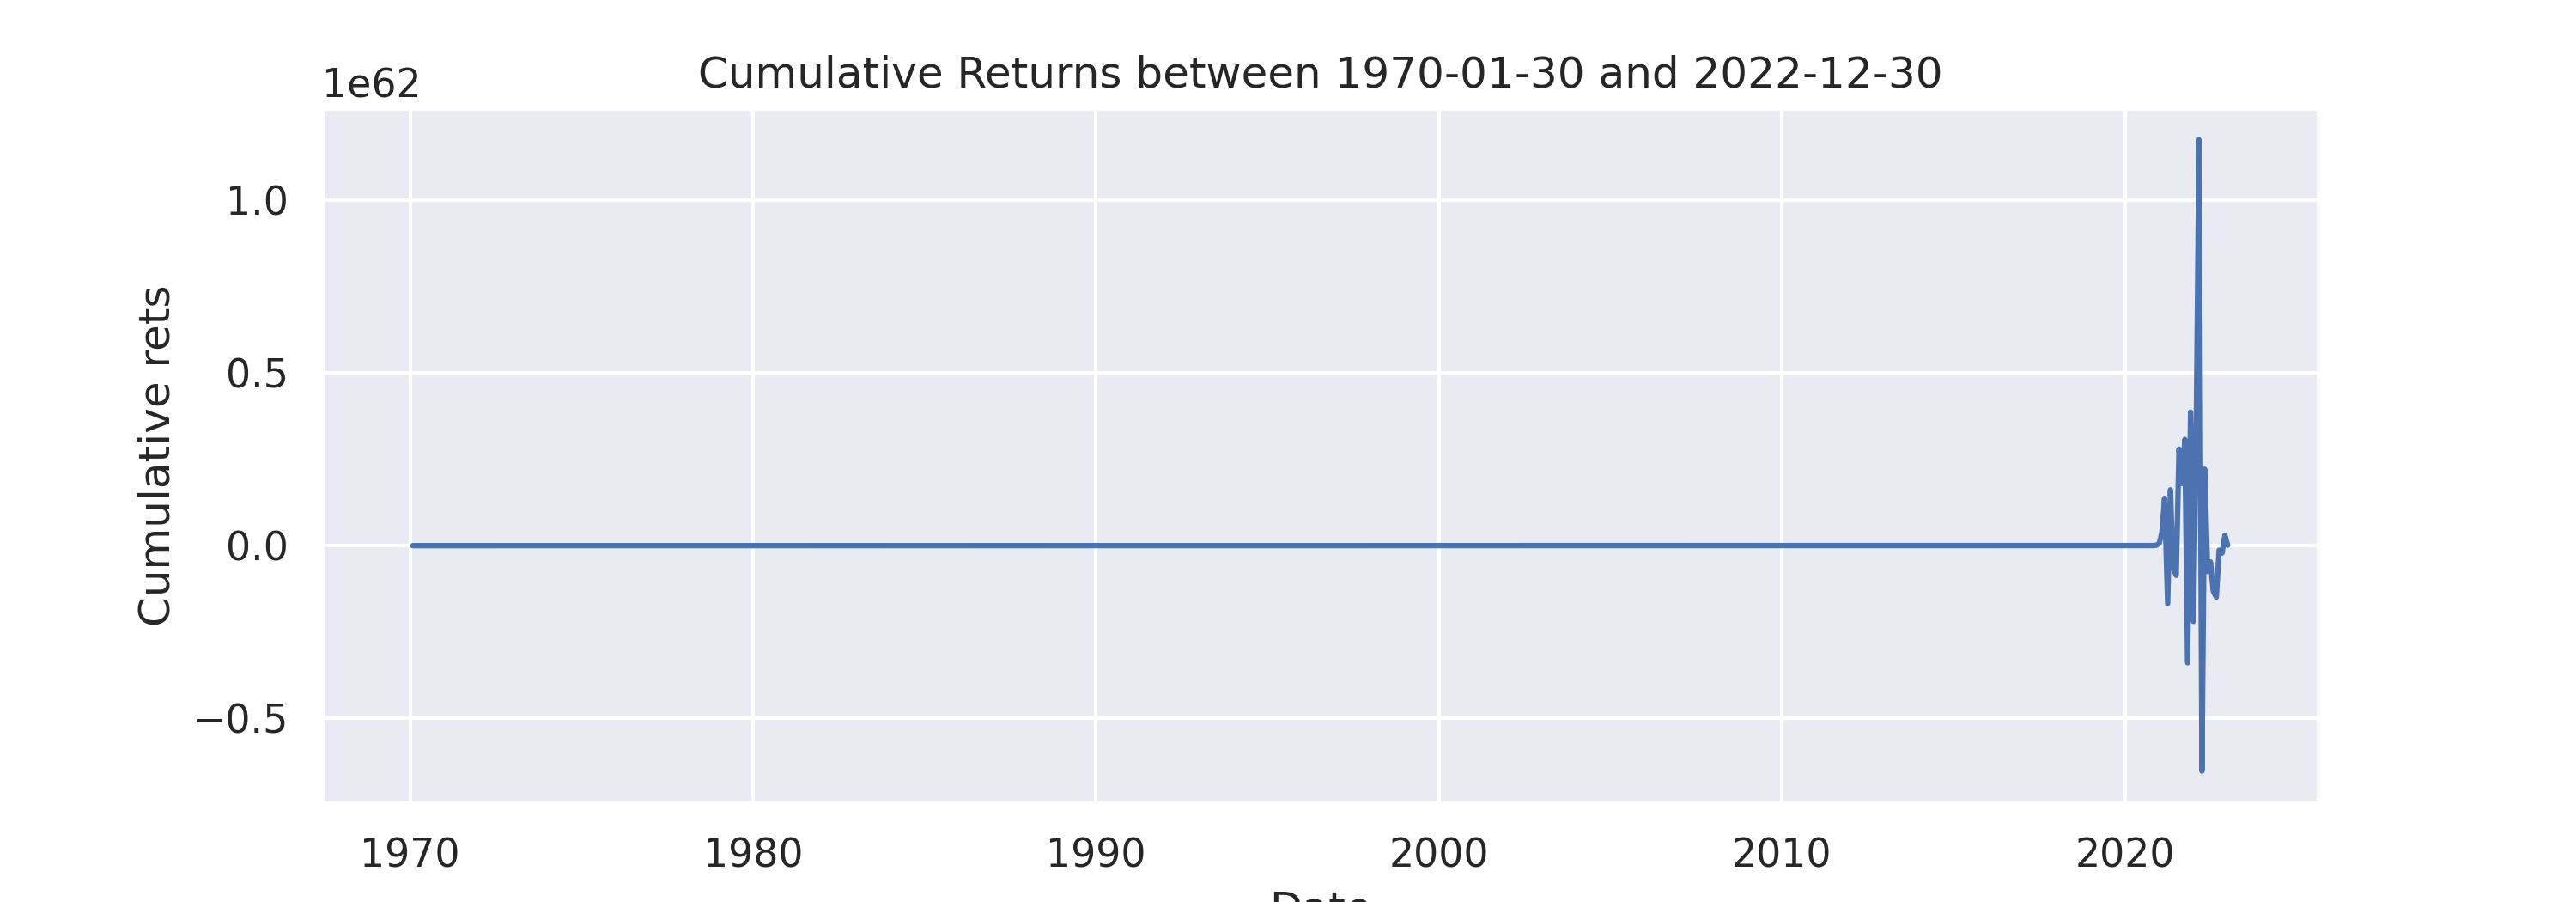 Cumulative Returns between 1970-01-30 and 2022-12-30
1e62
1.0
0.5
0.0
−0.5
Cumulative rets
1970 1980 1990 2000 2010 2020
Date